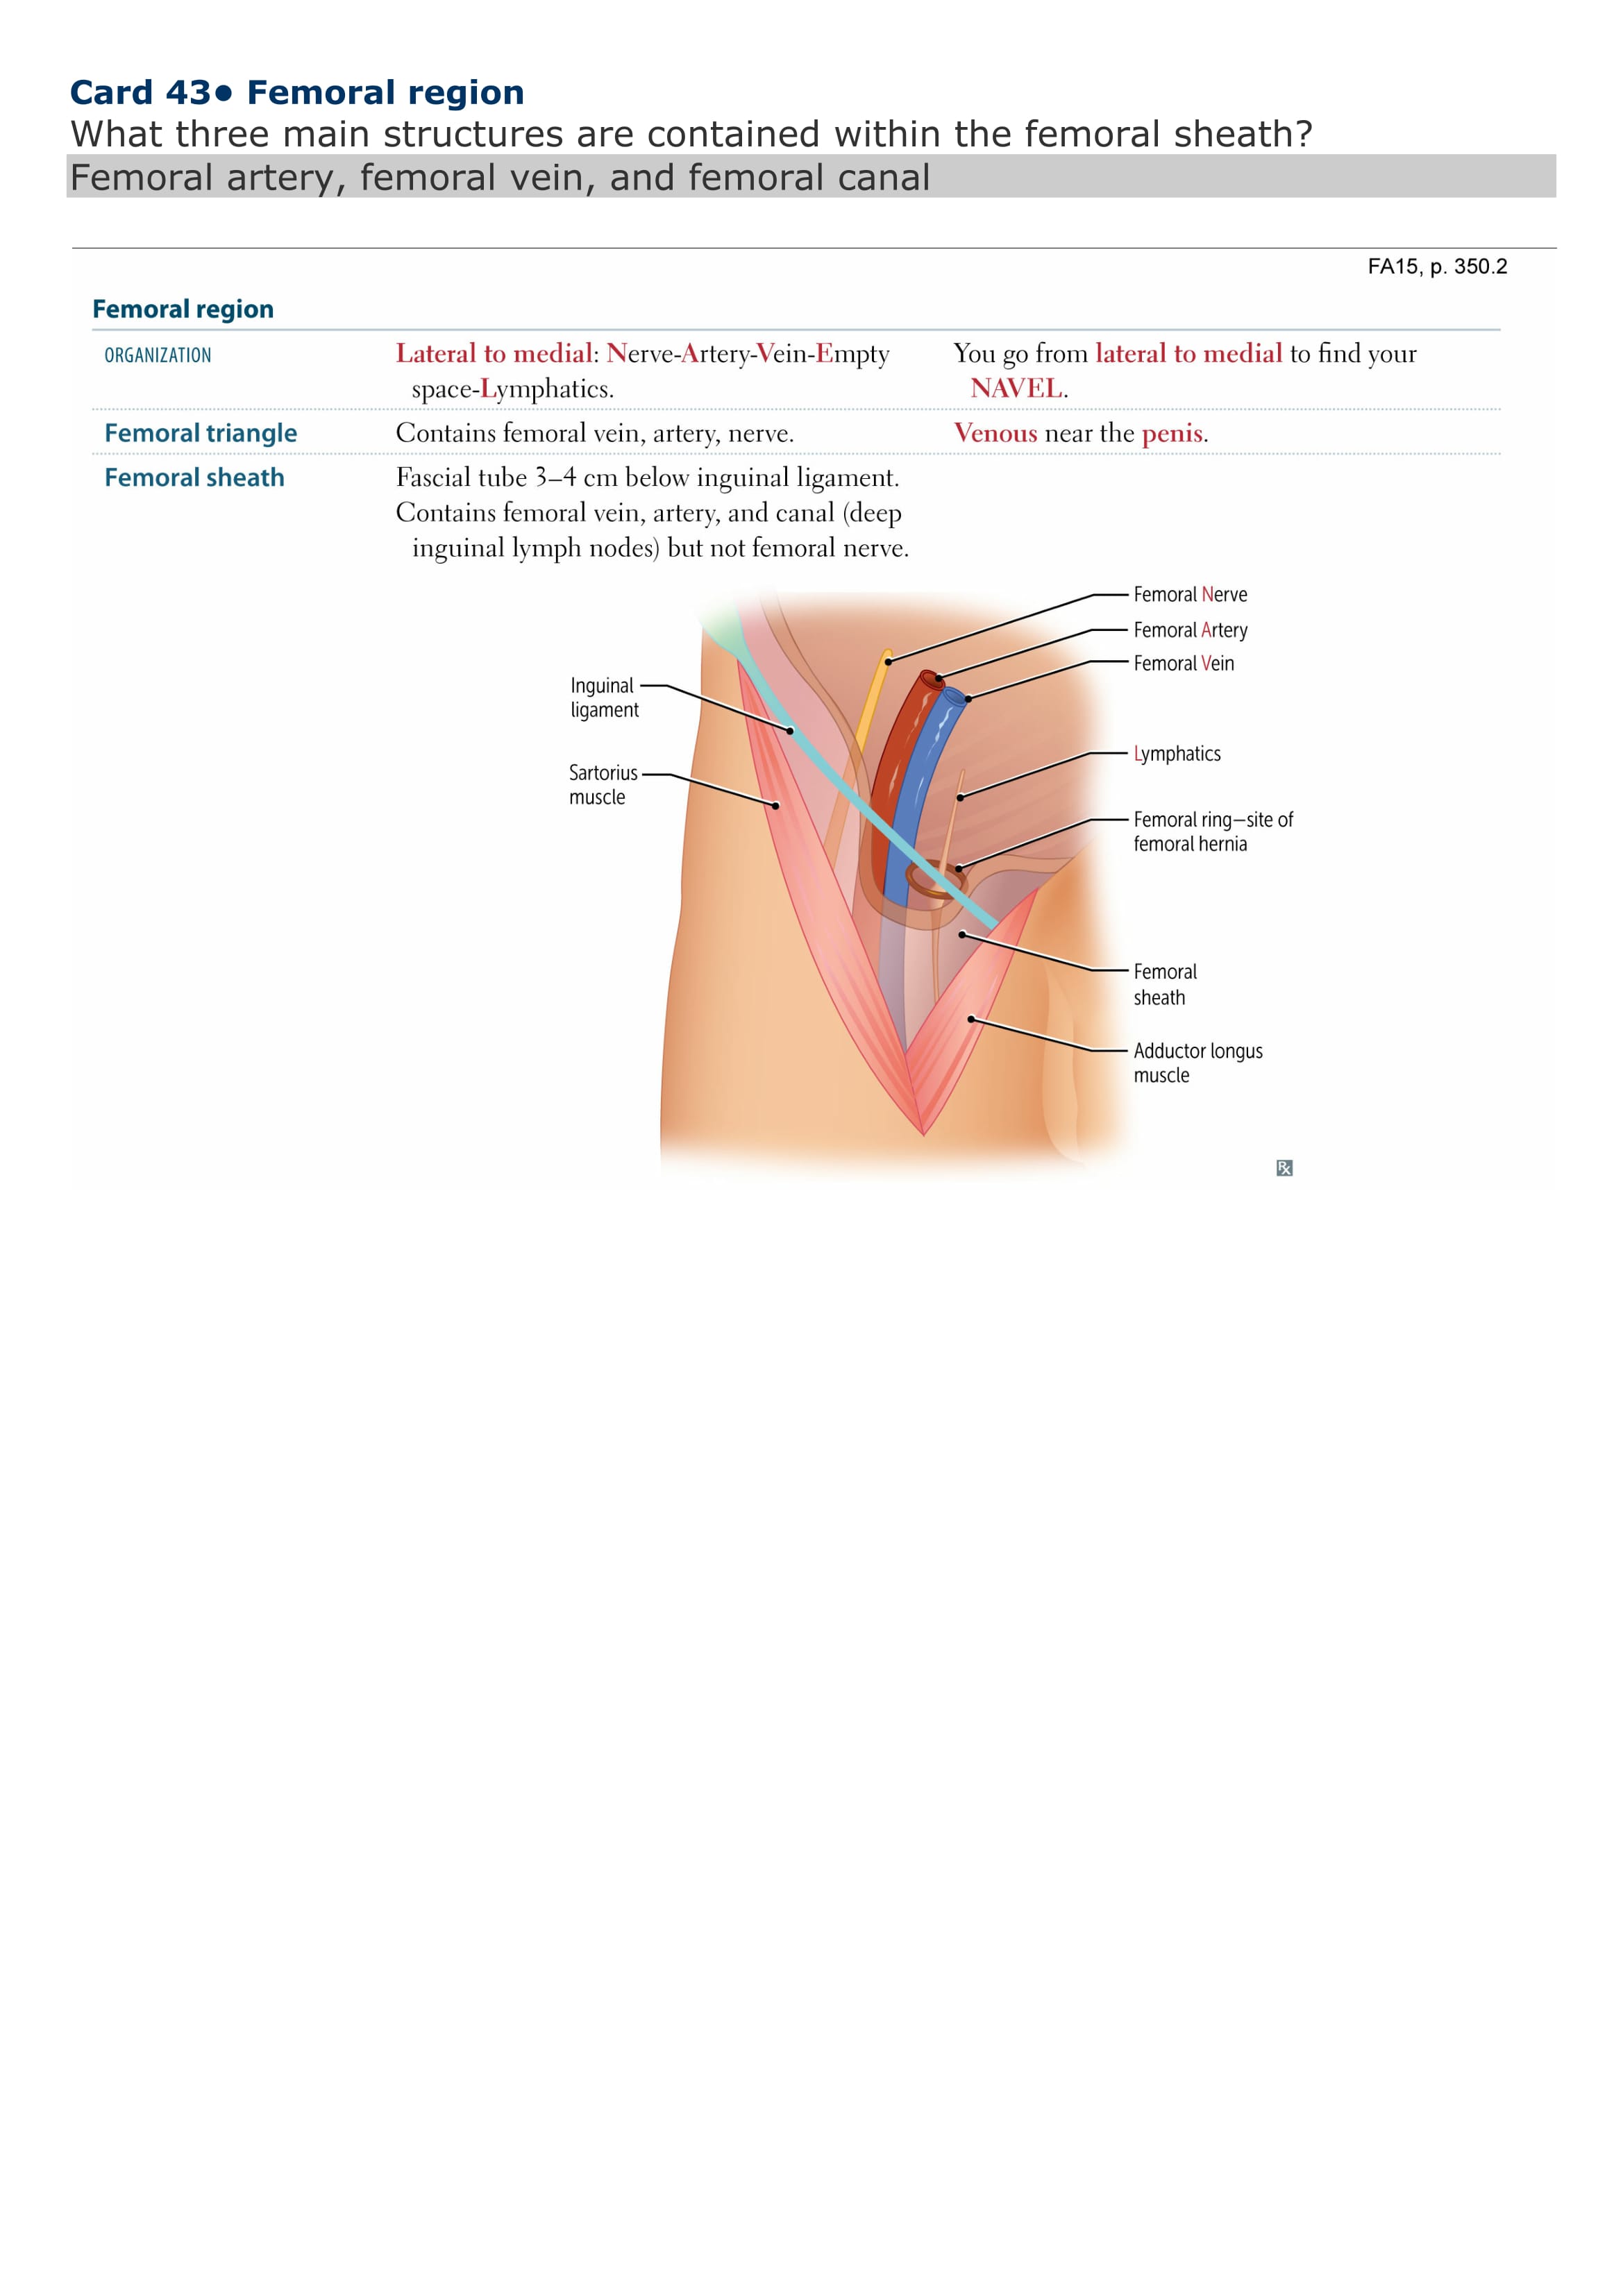 Card 43• Femoral region
What three main structures are contained within the femoral sheath?
Femoral artery, femoral vein, and femoral canal
FA15, p. 350.2
Femoral region
ORGANIZATION
Lateral to medial: Nerve-Artery-Vein-Empty
space-Lymphatics.
You go from lateral to medial to find your
NAVEL.
Femoral triangle
Contains femoral vein, artery, nerve.
Venous near the penis.
Femoral sheath
Fascial tube 3–4 cm below inguinal ligament.
Contains femoral vein, artery, and canal (deep
inguinal lymph nodes) but not femoral nerve.
Femoral Nerve
Femoral Artery
Femoral Vein
Inguinal
ligament
Lymphatics
Sartorius
muscle
Femoral ring–site of
femoral hernia
Femoral
sheath
Adductor longus
muscle
Rx